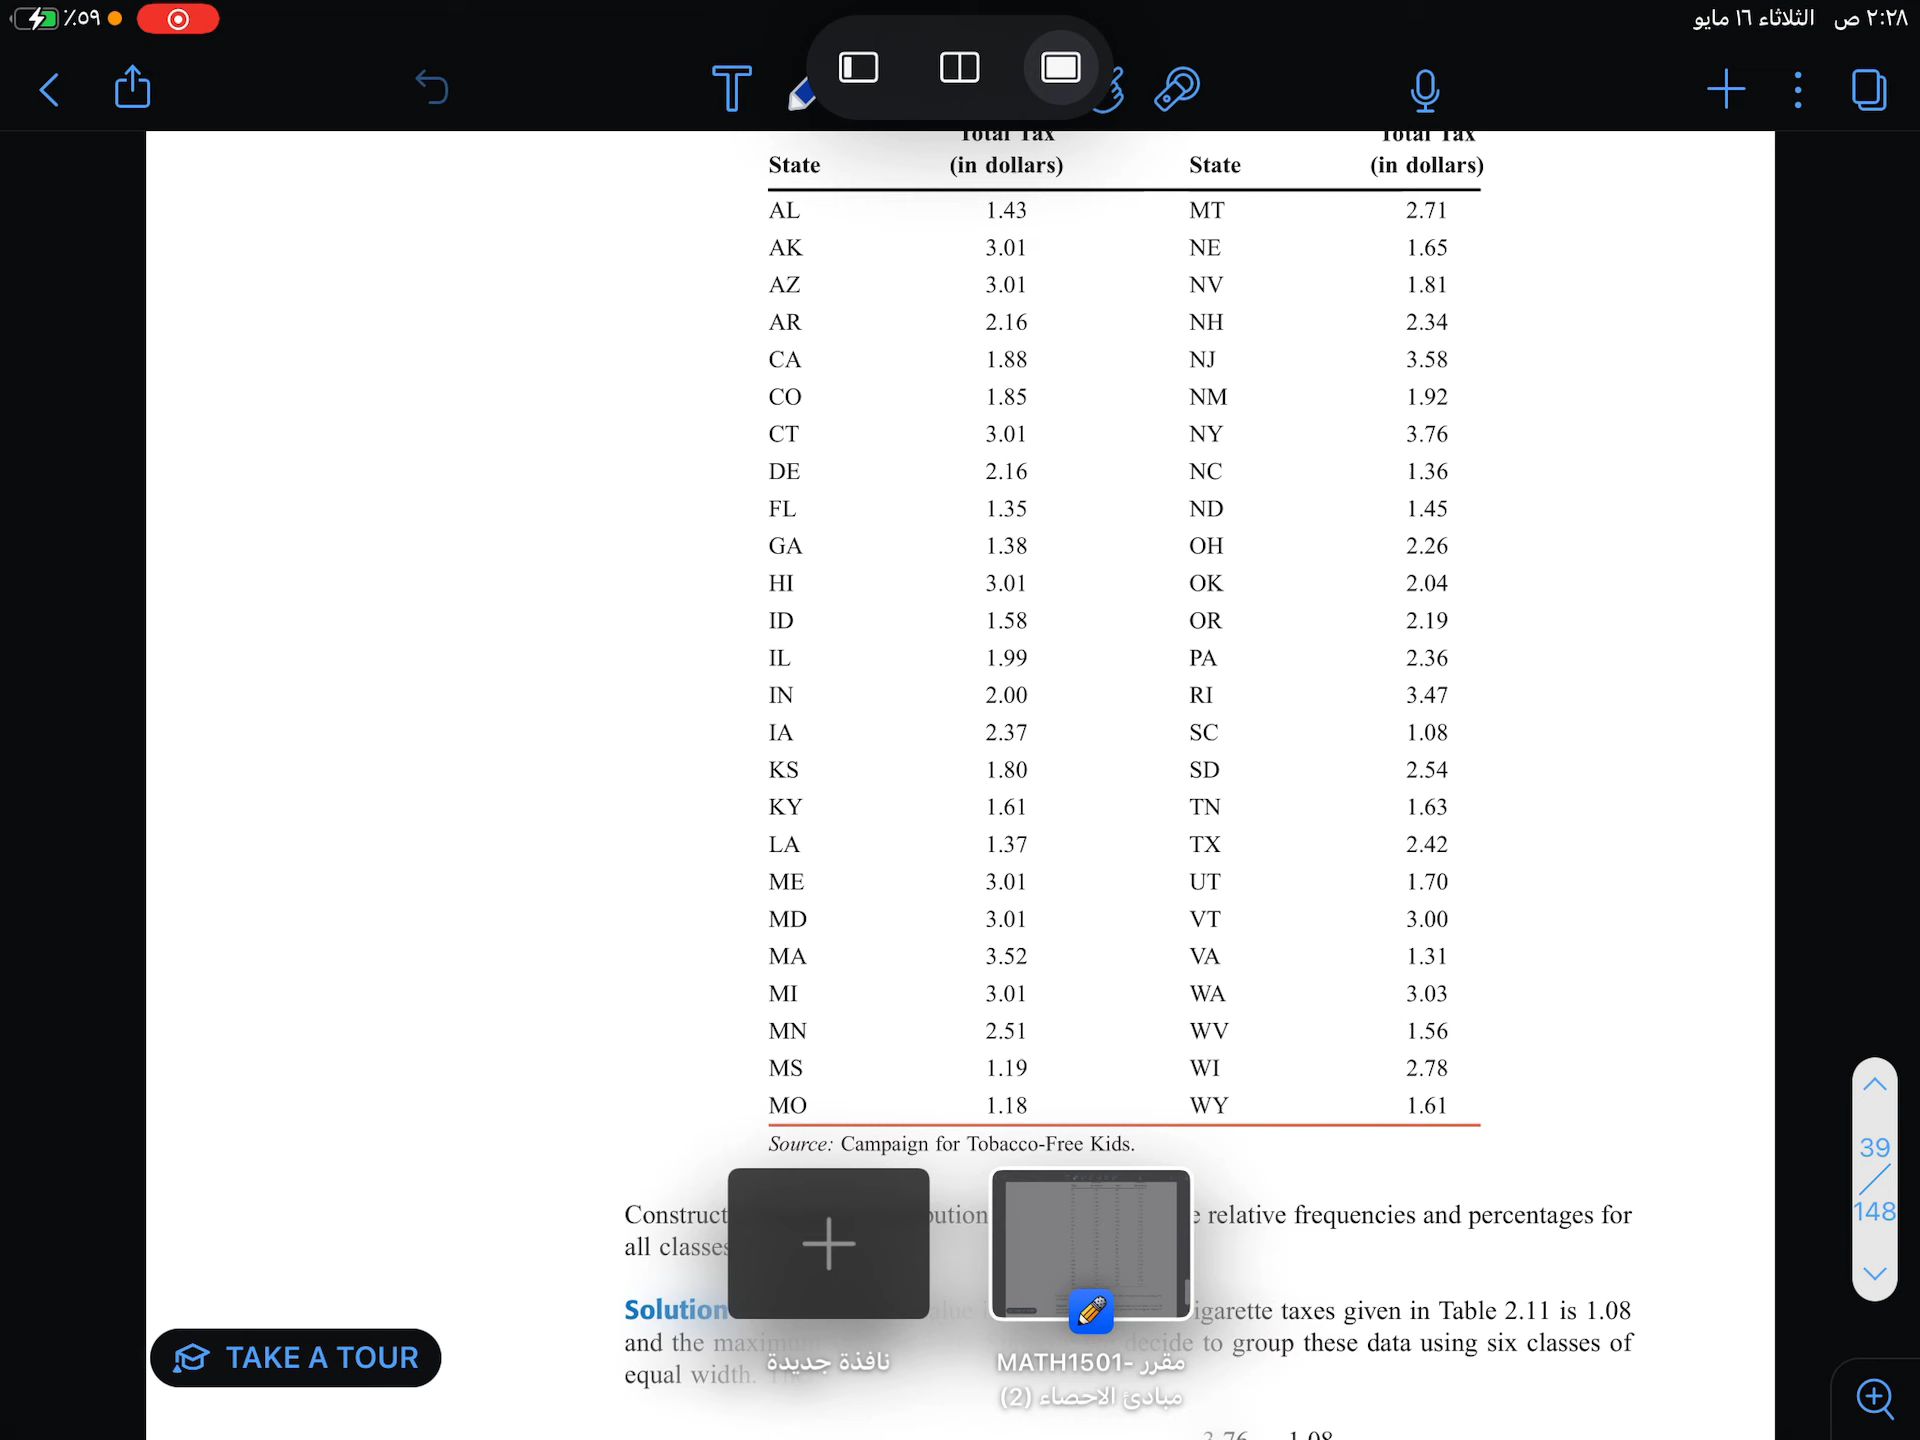 ٪٥٩
٢:٢٨ ص الثلاثاء ١٦ مايو
Total Tax Total Tax
State (in dollars) State (in dollars)
AL 1.43 MT 2.71
AK 3.01 NE 1.65
AZ 3.01 NV 1.81
AR 2.16 NH 2.34
CA 1.88 NJ 3.58
CO 1.85 NM 1.92
CT 3.01 NY 3.76
DE 2.16 NC 1.36
FL 1.35 ND 1.45
GA 1.38 OH 2.26
HI 3.01 OK 2.04
ID 1.58 OR 2.19
IL 1.99 PA 2.36
IN 2.00 RI 3.47
IA 2.37 SC 1.08
KS 1.80 SD 2.54
KY 1.61 TN 1.63
LA 1.37 TX 2.42
ME 3.01 UT 1.70
MD 3.01 VT 3.00
MA 3.52 VA 1.31
MI 3.01 WA 3.03
MN 2.51 WV 1.56
MS 1.19 WI 2.78
MO 1.18 WY 1.61
Source: Campaign for Tobacco-Free Kids.
Construct relative frequencies and percentages for
all classes
Solution cigarette taxes given in Table 2.11 is 1.08
and the maximum decide to group these data using six classes of
equal width.
3.76 1.08
نافذة جديدة
مقرر -MATH1501
مبادئ الاحصاء (2)
TAKE A TOUR
39
148